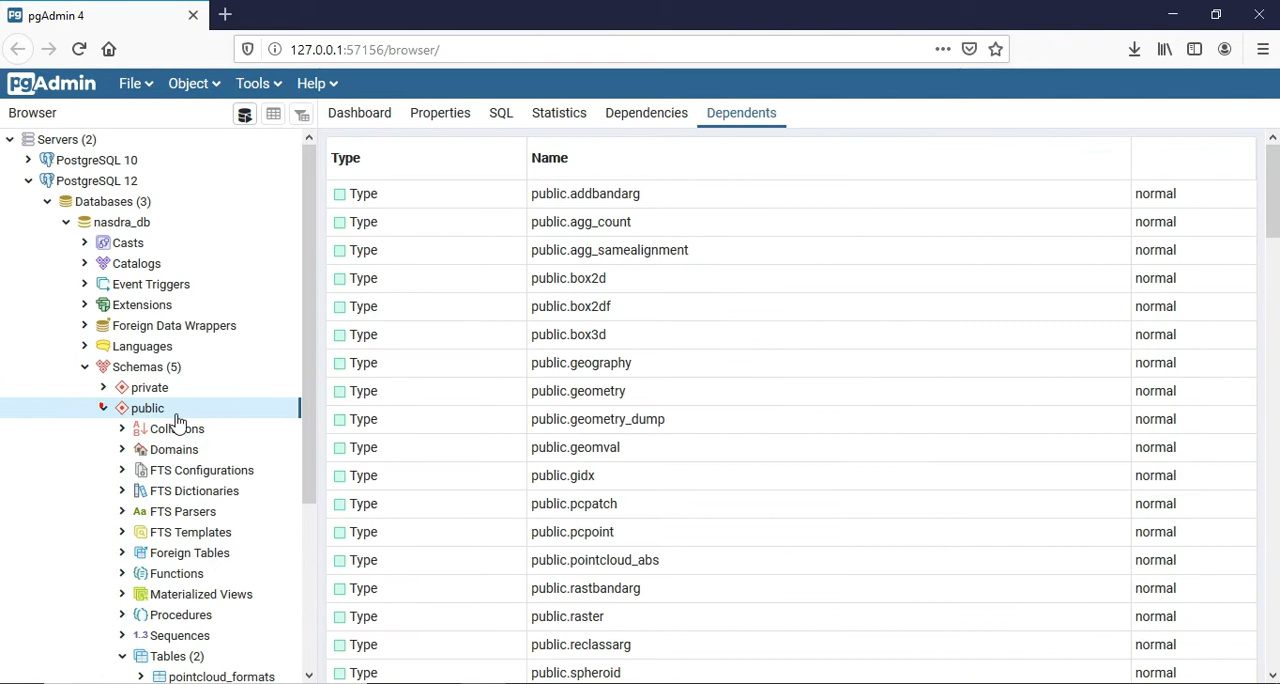 pgAdmin 4
127.0.0.1:57156/browser/
pgAdmin File Object Tools Help
Browser
Dashboard Properties SQL Statistics Dependencies Dependents
Servers (2)
PostgreSQL 10
PostgreSQL 12
Databases (3)
nasdra_db
Casts
Catalogs
Event Triggers
Extensions
Foreign Data Wrappers
Languages
Schemas (5)
private
public
Domains
FTS Configurations
FTS Dictionaries
Aa FTS Parsers
FTS Templates
Foreign Tables
Functions
Materialized Views
Procedures
1..3 Sequences
Tables (2)
pointcloud_formats
Type Name
Type public.addbandarg normal
Type public.agg_count normal
Type public.agg_samealignment normal
Type public.box2d normal
Type public.box2df normal
Type public.box3d normal
Type public.geography normal
Type public.geometry normal
Type public.geometry_dump normal
Type public.geomval normal
Type public.gidx normal
Type public.pcpatch normal
Type public.pcpoint normal
Type public.pointcloud_abs normal
Type public.rastbandarg normal
Type public.raster normal
Type public.reclassarg normal
Type public.spheroid normal